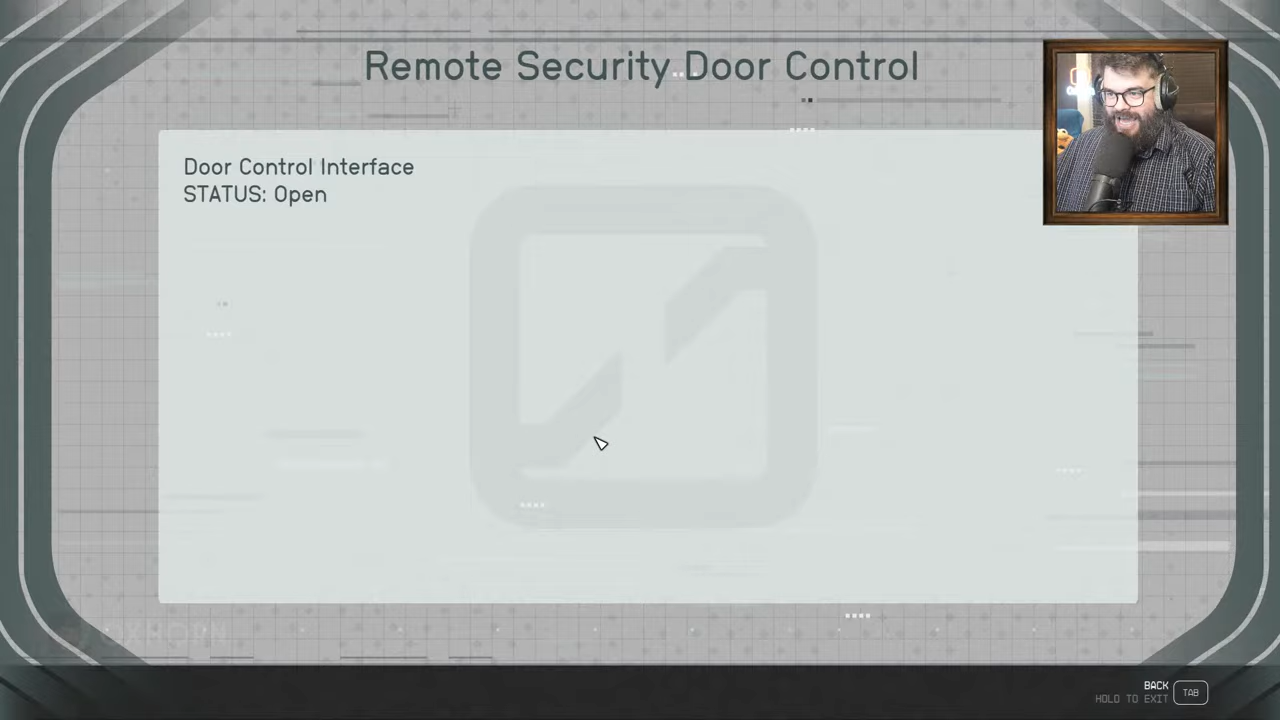 Remote Security Door Control
Door Control Interface
STATUS: Open
BACK
HOLD TO EXIT
TAB